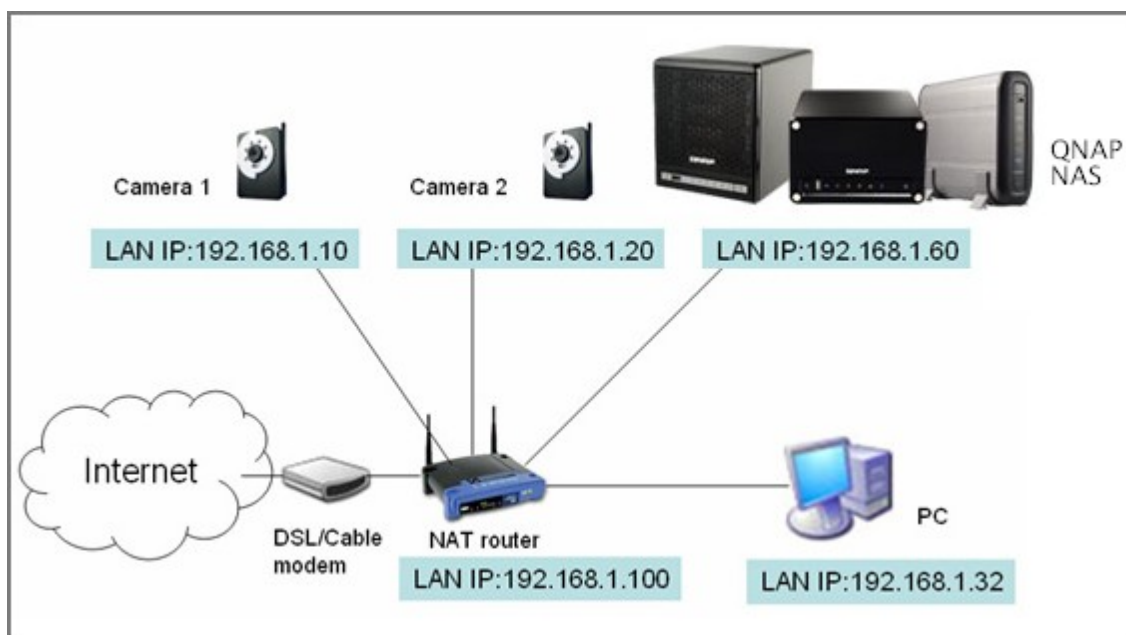 Camera 1
Camera 2
QNAP
NAS
LAN IP:192.168.1.10
LAN IP:192.168.1.20
LAN IP:192.168.1.60
Internet
DSL/Cable
modem
NAT router
LAN IP:192.168.1.100
PC
LAN IP:192.168.1.32